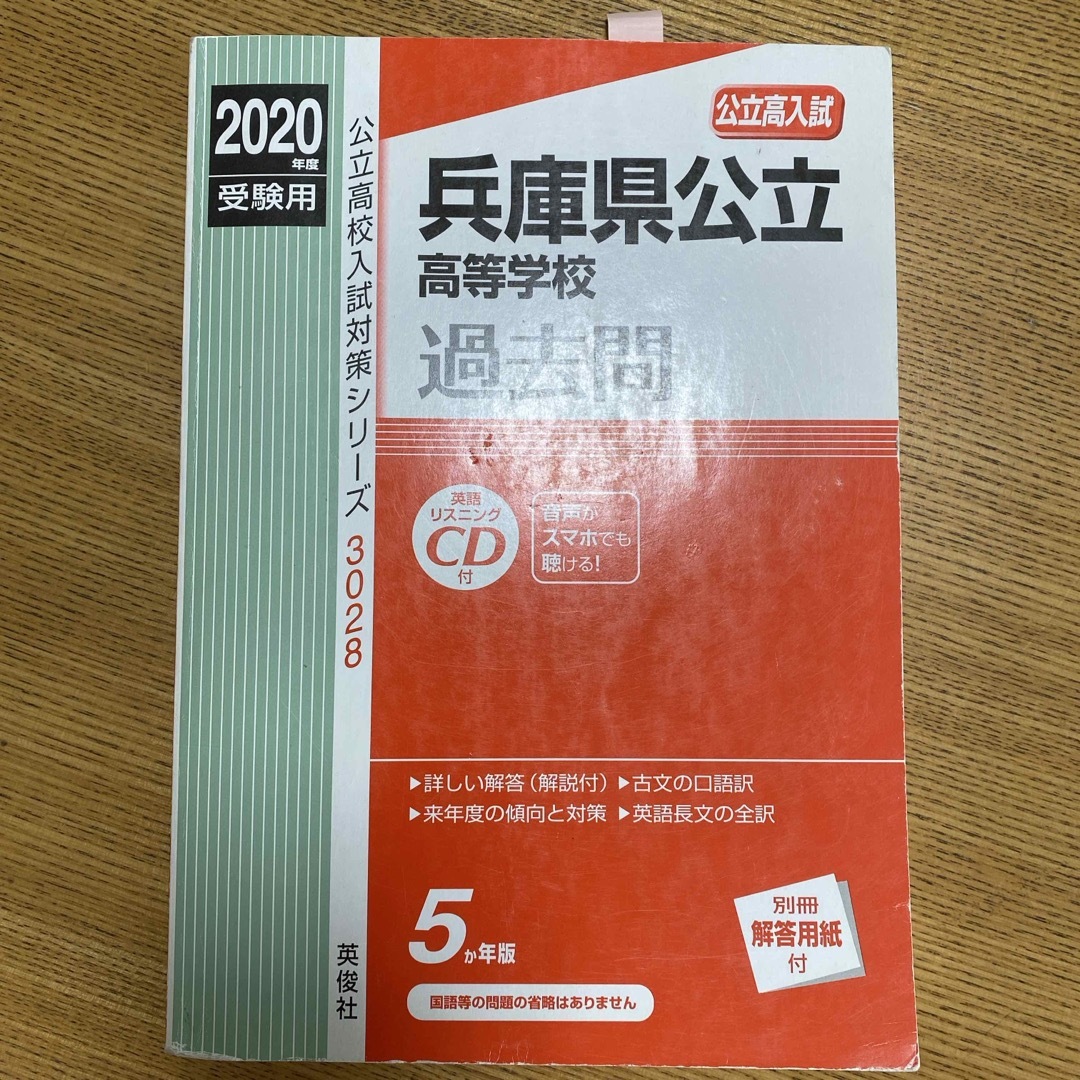 2020
年度
受験用
公立高校入試対策シリーズ 3028
英俊社
公立高入試
兵庫県公立
高等学校
過去問
英語
リスニング
CD
付
音声が
スマホでも
聴ける!
▶詳しい解答(解説付) ▶古文の口語訳
▶来年度の傾向と対策 ▶英語長文の全訳
5か年版
国語等の問題の省略はありません
別冊
解答用紙
付